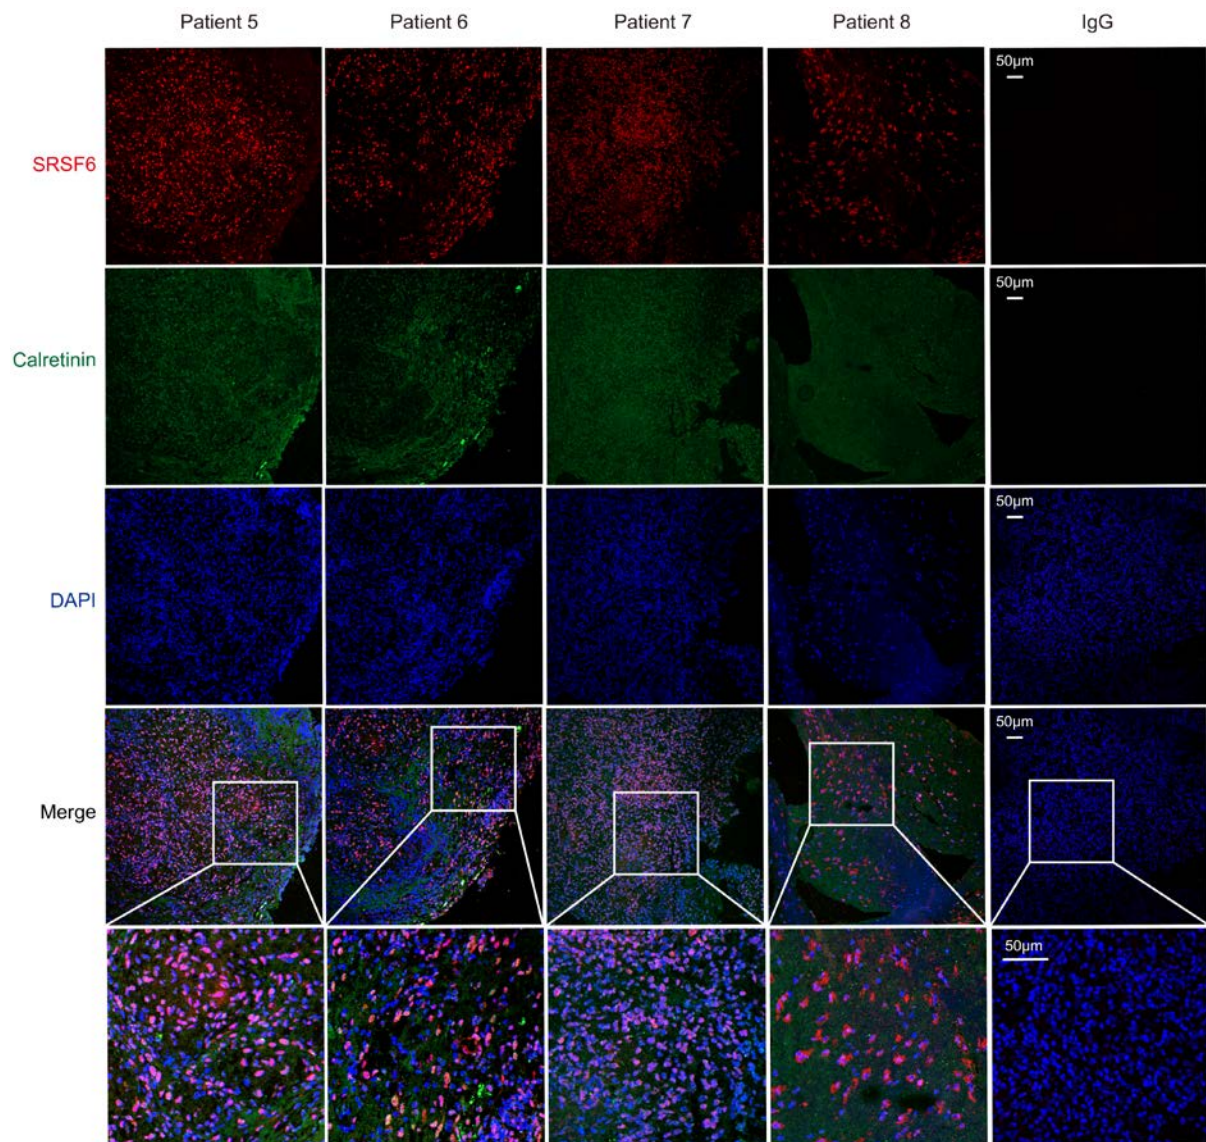 Patient 5 Patient 6 Patient 7 Patient 8 IgG
50μm
SRSF6
50μm
Calretinin
50μm
DAPI
50μm
Merge
50μm